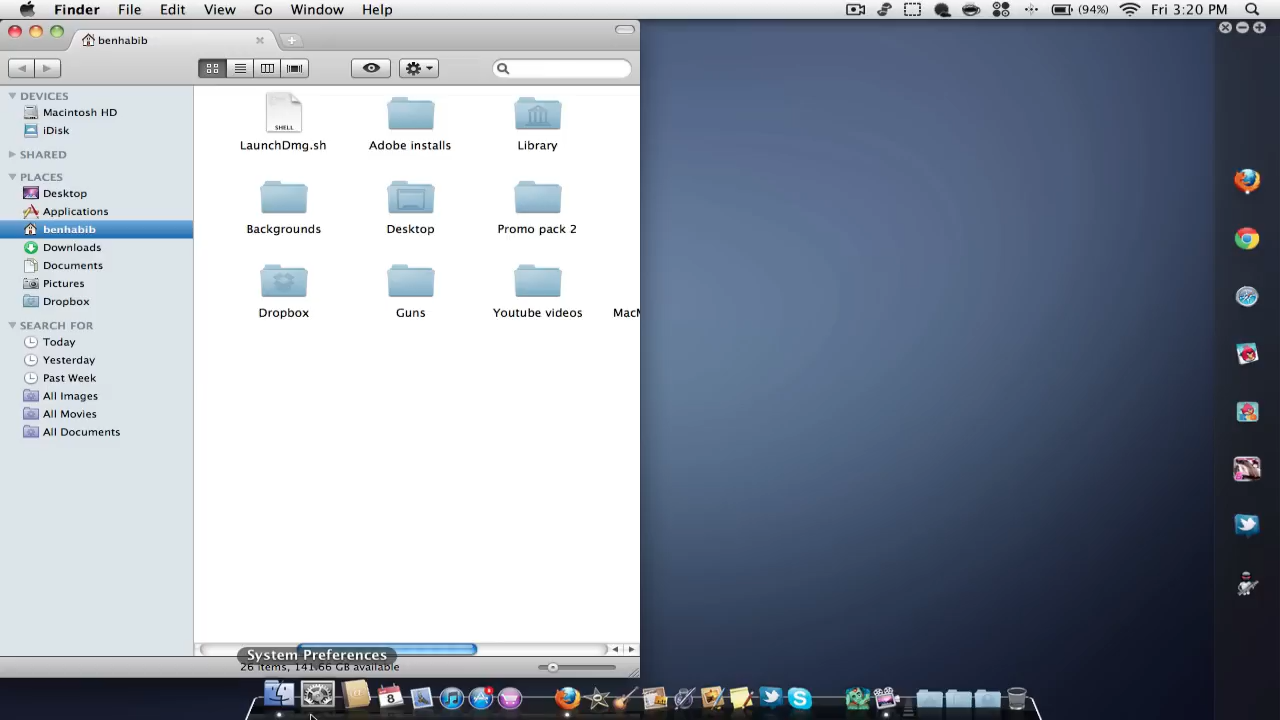 Finder File Edit View Go Window Help (94%) Fri 3:20 PM
benhabib
DEVICES
Macintosh HD
iDisk
SHARED
PLACES
Desktop
Applications
benhabib
Downloads
Documents
Pictures
Dropbox
SEARCH FOR
Today
Yesterday
Past Week
All Images
All Movies
All Documents
SHELL
LaunchDmg.sh Adobe installs Library
Backgrounds Desktop Promo pack 2
Dropbox Guns Youtube videos MacM
System Preferences
26 items, 141.66 GB available
8